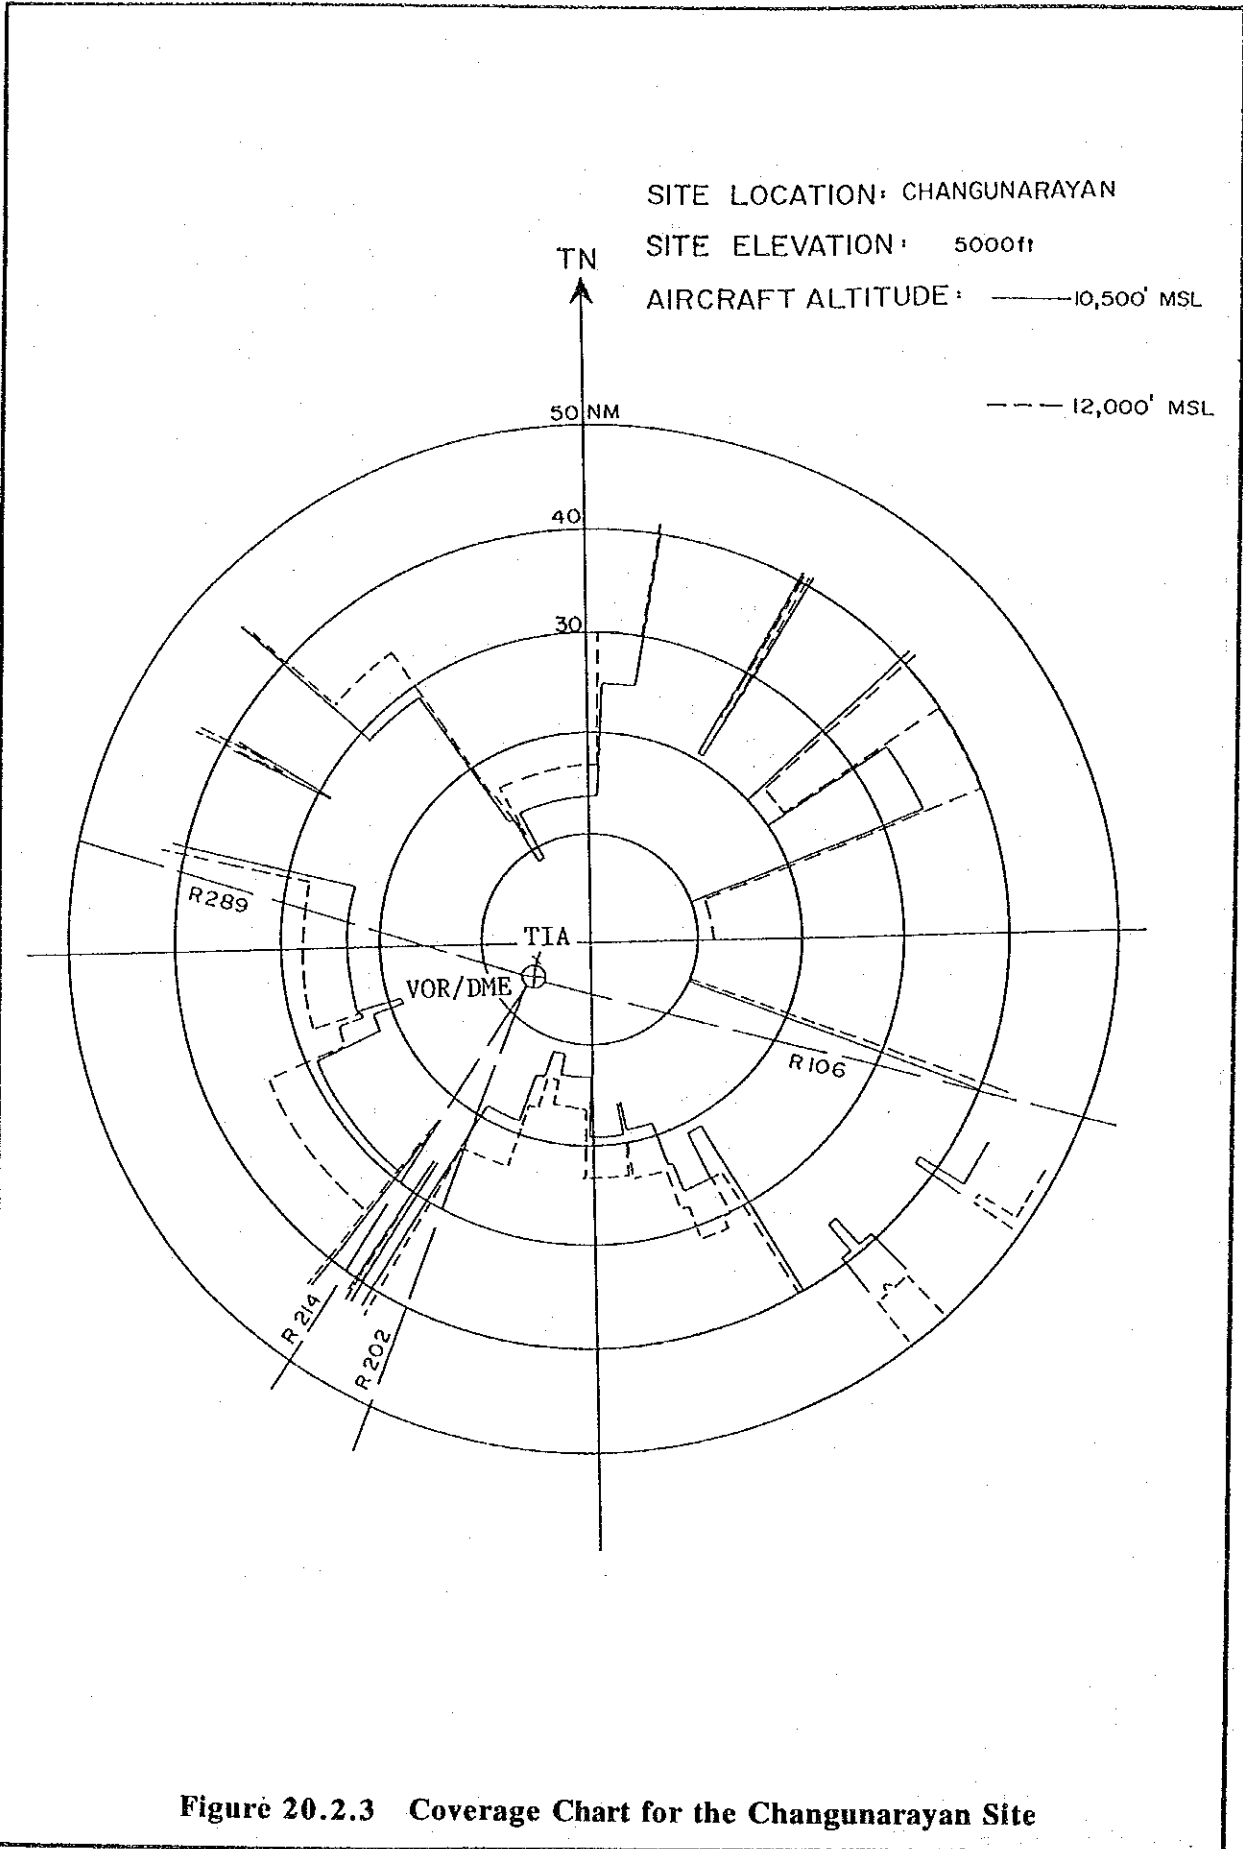 SITE LOCATION: CHANGUNARAYAN
SITE ELEVATION: 5000ft
TN
AIRCRAFT ALTITUDE: 10,500' MSL
12,000' MSL
50 NM
40
30
R289
TIA
VOR/DME
R106
R214
R202
Figure 20.2.3 Coverage Chart for the Changunarayan Site